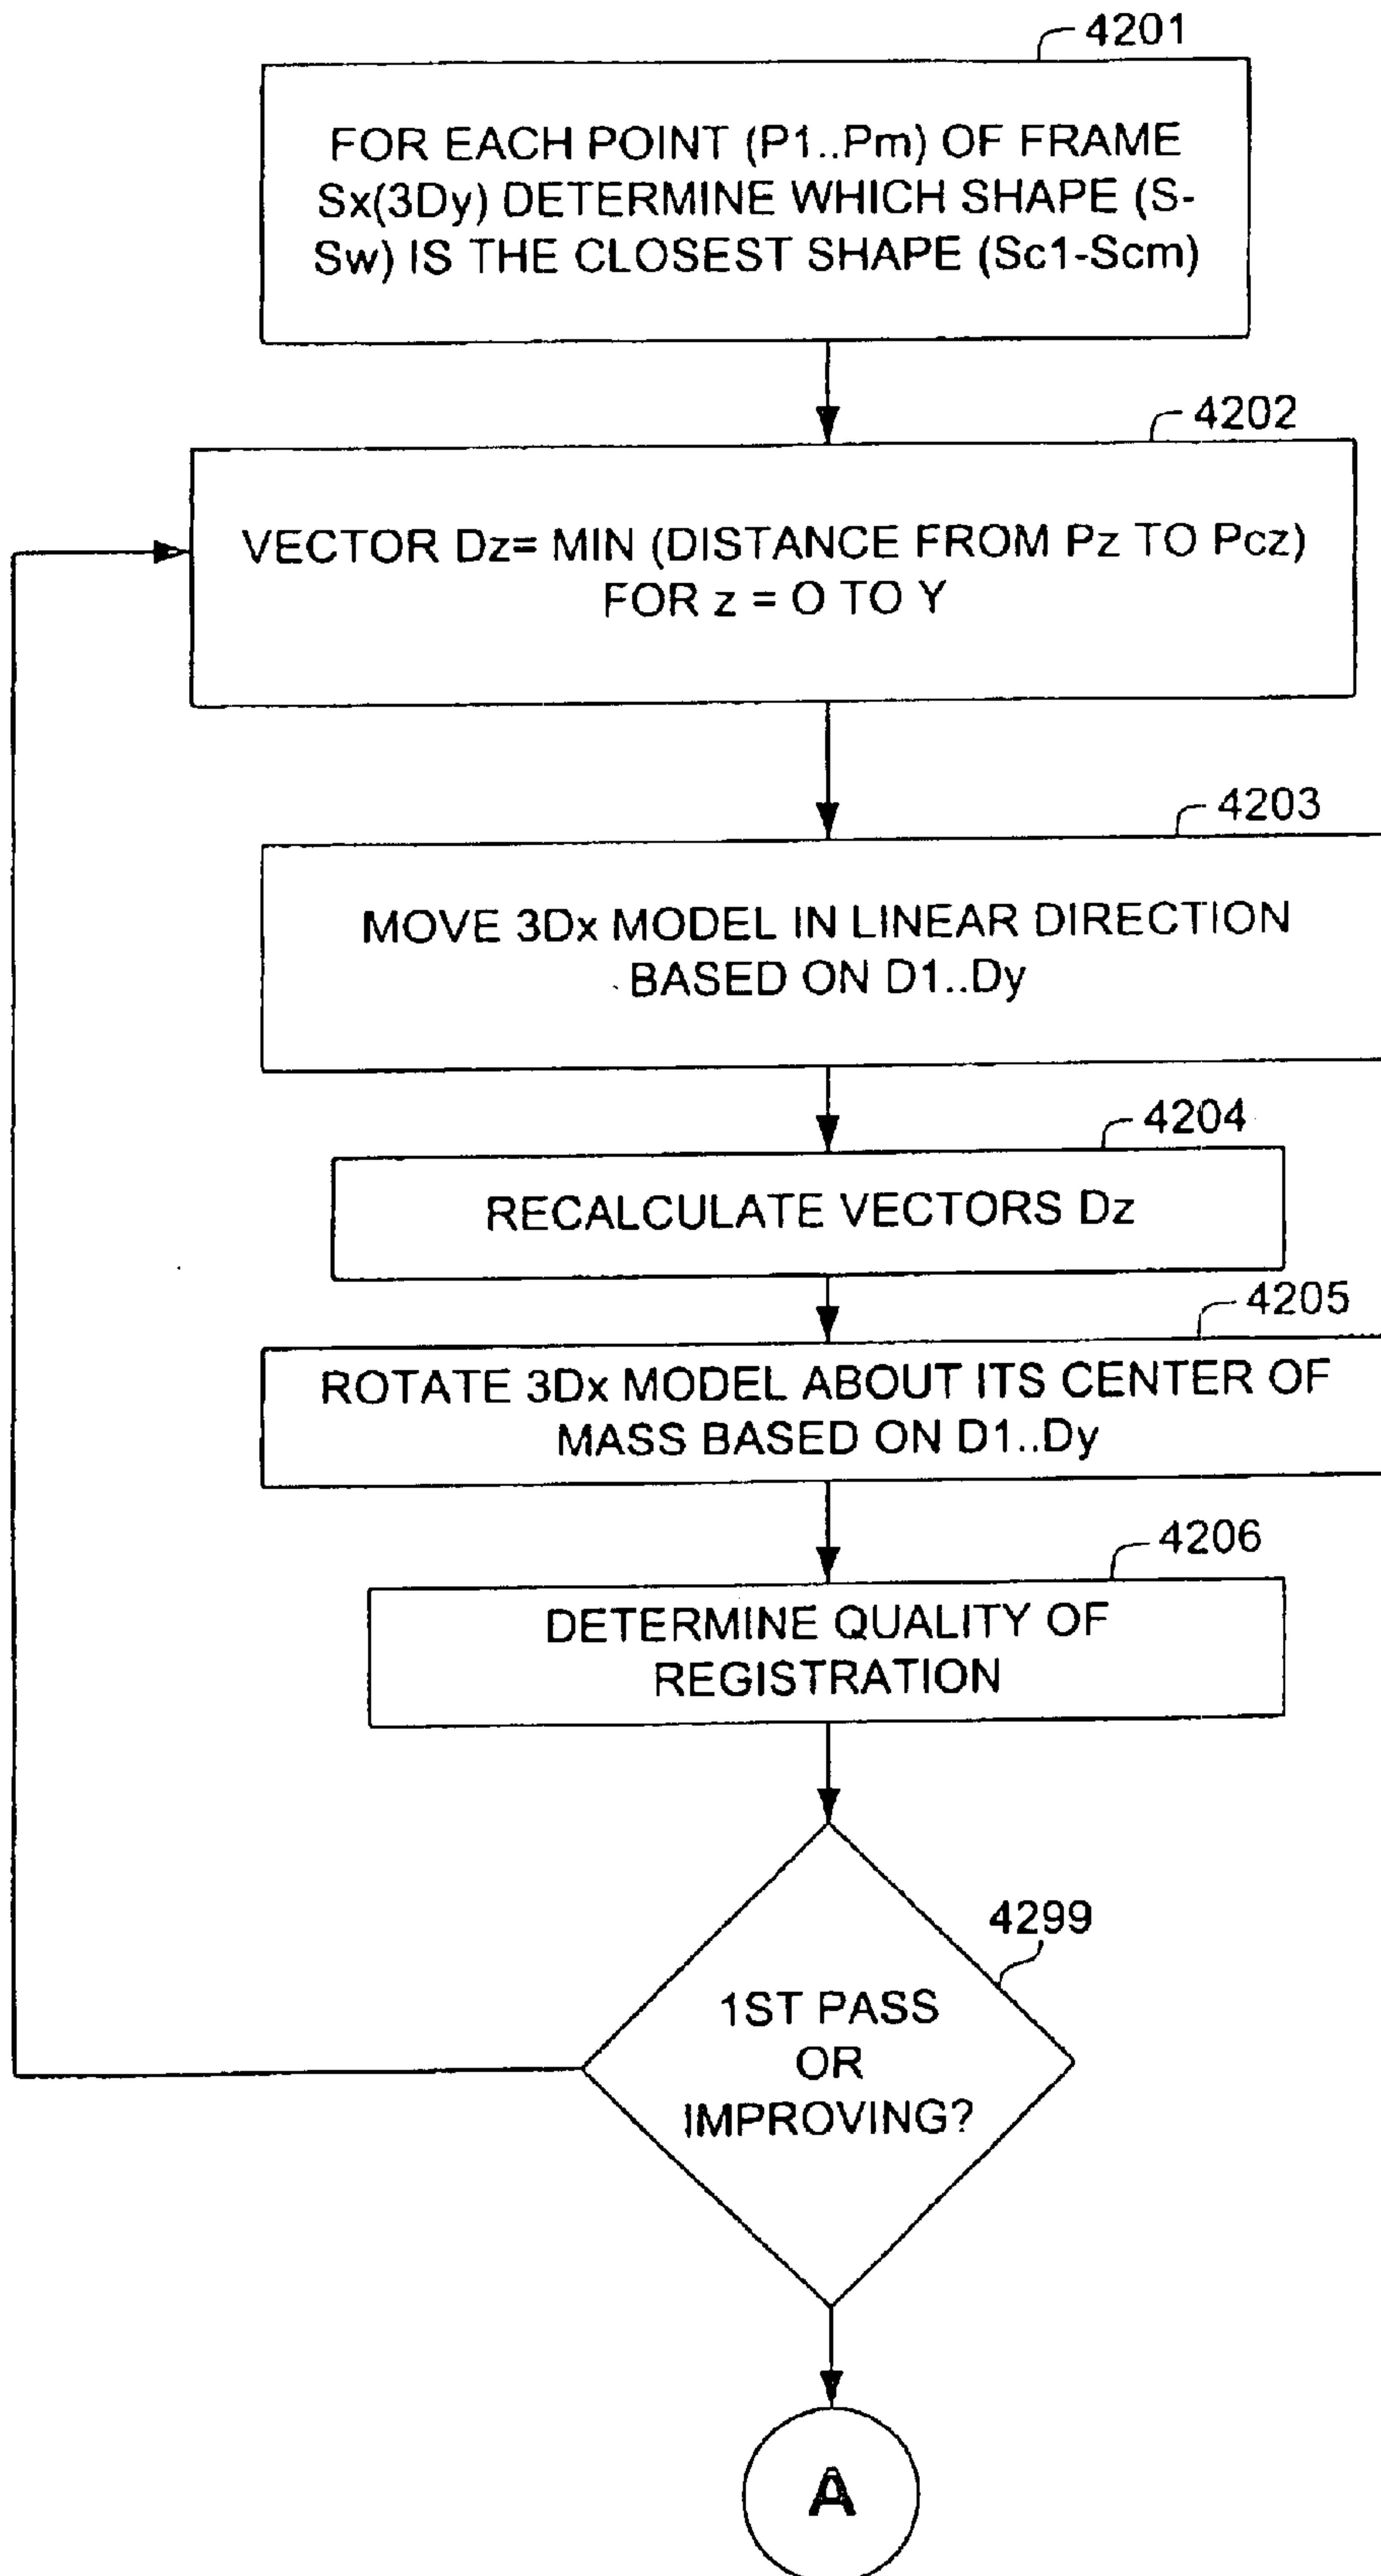 4201
FOR EACH POINT (P1..Pm) OF FRAME
Sx(3Dy) DETERMINE WHICH SHAPE (S-
Sw) IS THE CLOSEST SHAPE (Sc1-Scm)
4202
VECTOR Dz= MIN (DISTANCE FROM Pz TO Pcz)
FOR z = O TO Y
4203
MOVE 3Dx MODEL IN LINEAR DIRECTION
BASED ON D1..Dy
4204
RECALCULATE VECTORS Dz
4205
ROTATE 3Dx MODEL ABOUT ITS CENTER OF
MASS BASED ON D1..Dy
4206
DETERMINE QUALITY OF
REGISTRATION
4299
1ST PASS
OR
IMPROVING?
A